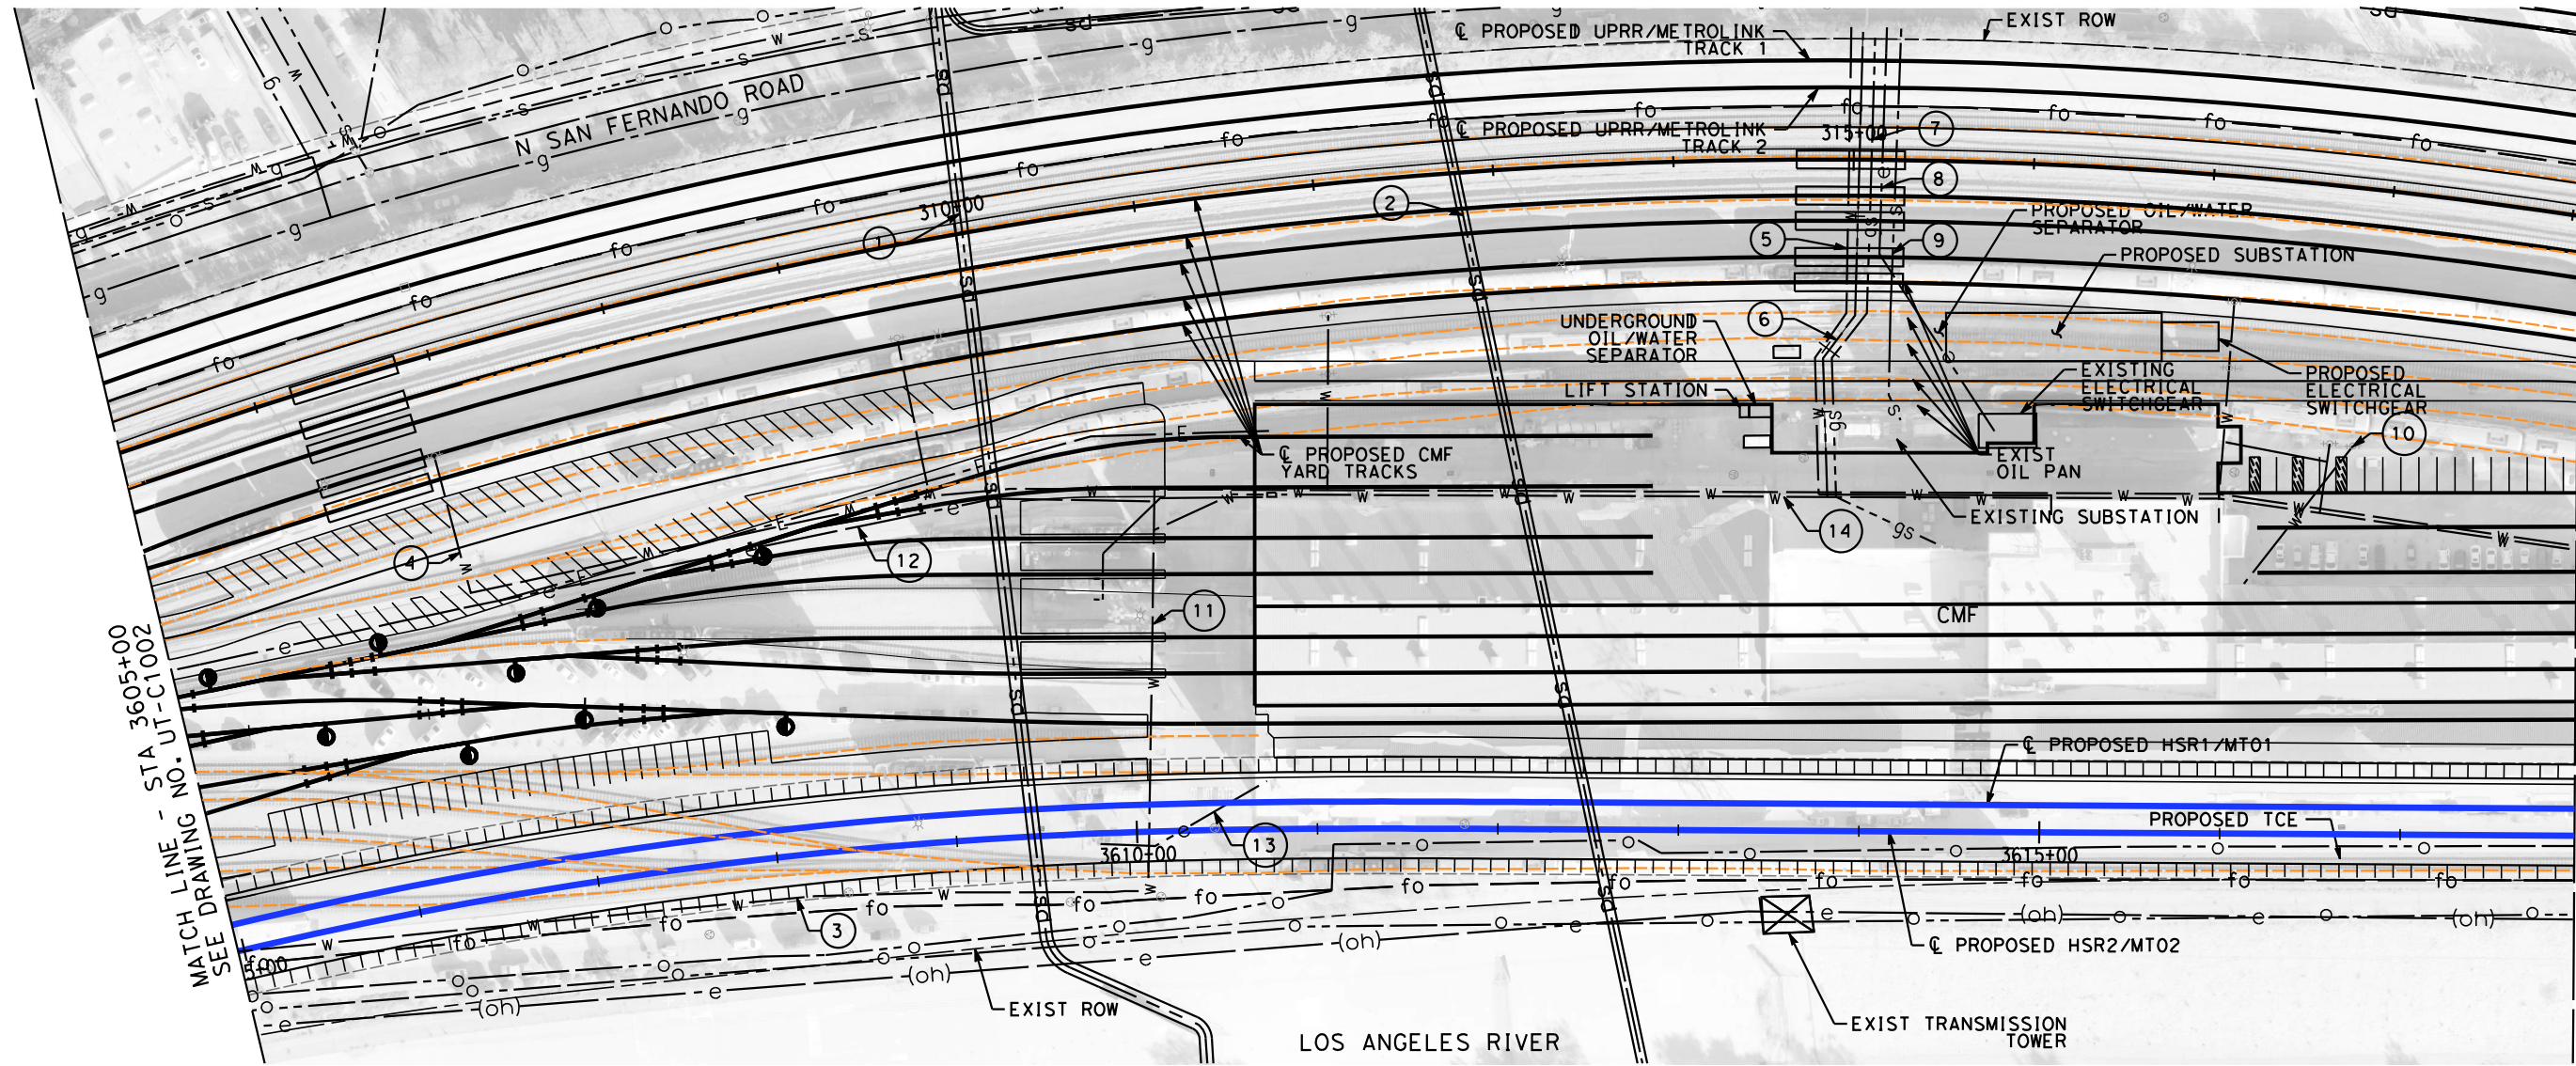 ℄ PROPOSED UPRR/METROLINK
TRACK 1
EXIST ROW
N SAN FERNANDO ROAD
℄ PROPOSED UPRR/METROLINK
TRACK 2
315+00
7
8
310+00
1
2
5
9
PROPOSED OIL/WATER
SEPARATOR
PROPOSED SUBSTATION
UNDERGROUND
OIL/WATER
SEPARATOR
6
LIFT STATION
EXISTING
ELECTRICAL
SWITCHGEAR
PROPOSED
ELECTRICAL
SWITCHGEAR
10
℄ PROPOSED CMF
YARD TRACKS
EXIST
OIL PAN
EXISTING SUBSTATION
14
4
12
11
CMF
MATCH LINE - STA 3605+00
SEE DRAWING NO. UT-C1002
℄ PROPOSED HSR1/MT01
PROPOSED TCE
3610+00
13
3615+00
3
℄ PROPOSED HSR2/MT02
EXIST ROW
EXIST TRANSMISSION
TOWER
LOS ANGELES RIVER